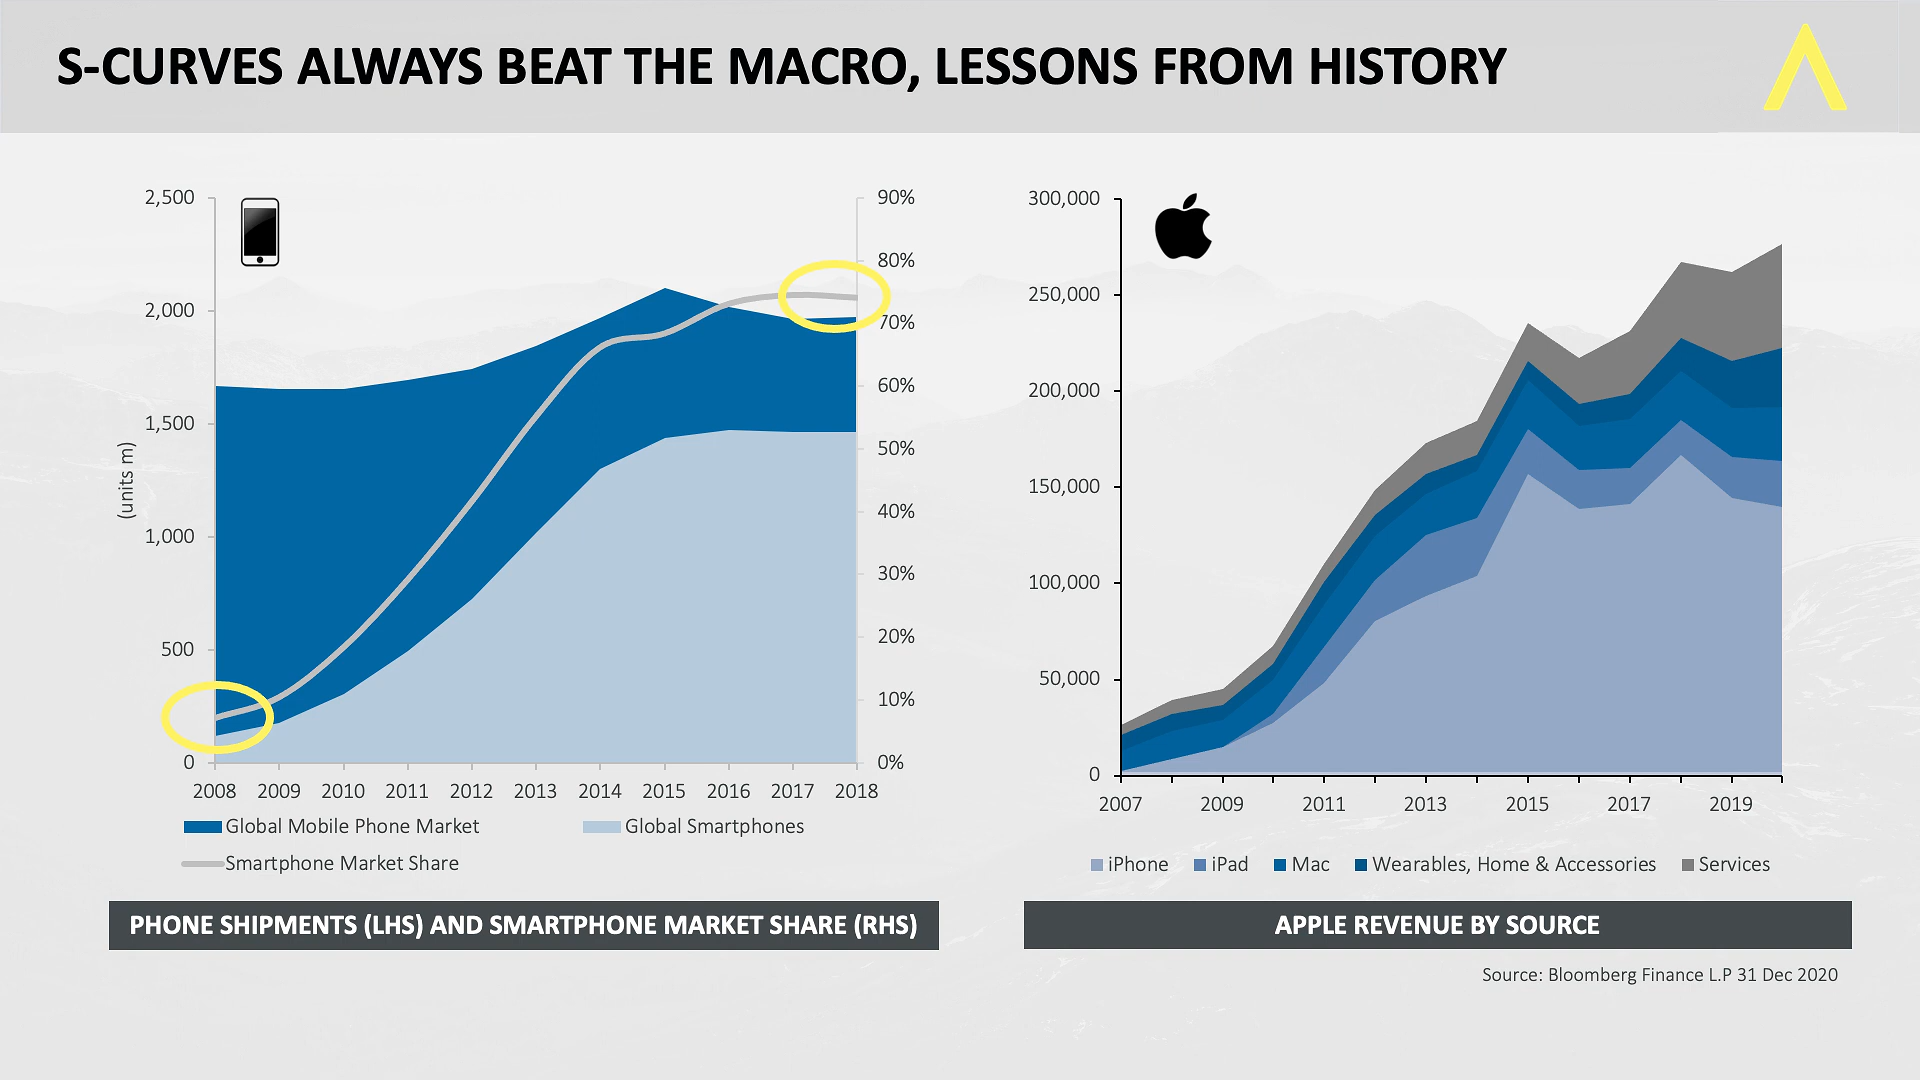 S-CURVES ALWAYS BEAT THE MACRO, LESSONS FROM HISTORY
2,500
2,000
1,500
1,000
500
0
(units m)
90%
80%
70%
60%
50%
40%
30%
20%
10%
0%
2008 2009 2010 2011 2012 2013 2014 2015 2016 2017 2018
Global Mobile Phone Market Global Smartphones
Smartphone Market Share
PHONE SHIPMENTS (LHS) AND SMARTPHONE MARKET SHARE (RHS)
300,000
250,000
200,000
150,000
100,000
50,000
0
2007 2009 2011 2013 2015 2017 2019
iPhone iPad Mac Wearables, Home & Accessories Services
APPLE REVENUE BY SOURCE
Source: Bloomberg Finance L.P 31 Dec 2020